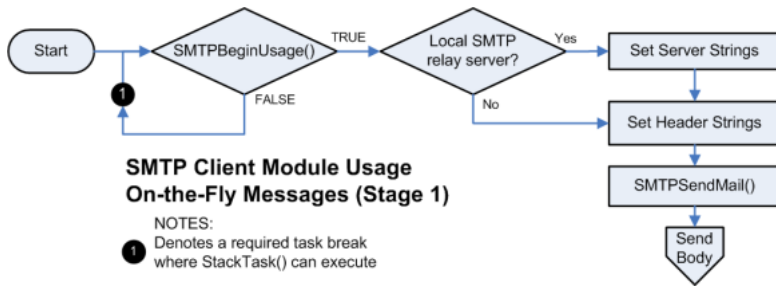 Start
SMTPBeginUsage()
TRUE
FALSE
1
Local SMTP
relay server?
Yes
No
Set Server Strings
Set Header Strings
SMTPSendMail()
Send
Body
SMTP Client Module Usage
On-the-Fly Messages (Stage 1)
NOTES:
1
Denotes a required task break
where StackTask() can execute